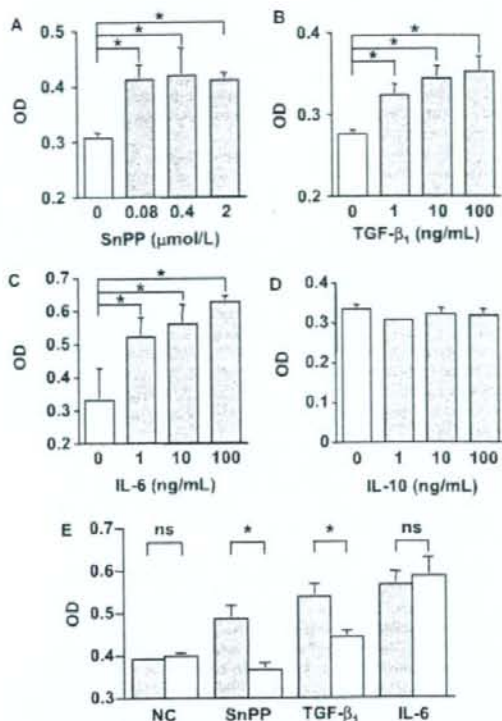 A
* * *
OD
0.5
0.4
0.3
0.2
0 0.08 0.4 2
SnPP (μmol/L)
B
* * *
OD
0.4
0.3
0.2
0 1 10 100
TGF-β₁ (ng/mL)
C
* * *
OD
0.7
0.6
0.5
0.4
0.3
0.2
0 1 10 100
IL-6 (ng/mL)
D
OD
0.4
0.3
0.2
0.1
0
0 1 10 100
IL-10 (ng/mL)
E
ns * * ns
OD
0.7
0.6
0.5
0.4
0.3
NC SnPP TGF-β₁ IL-6